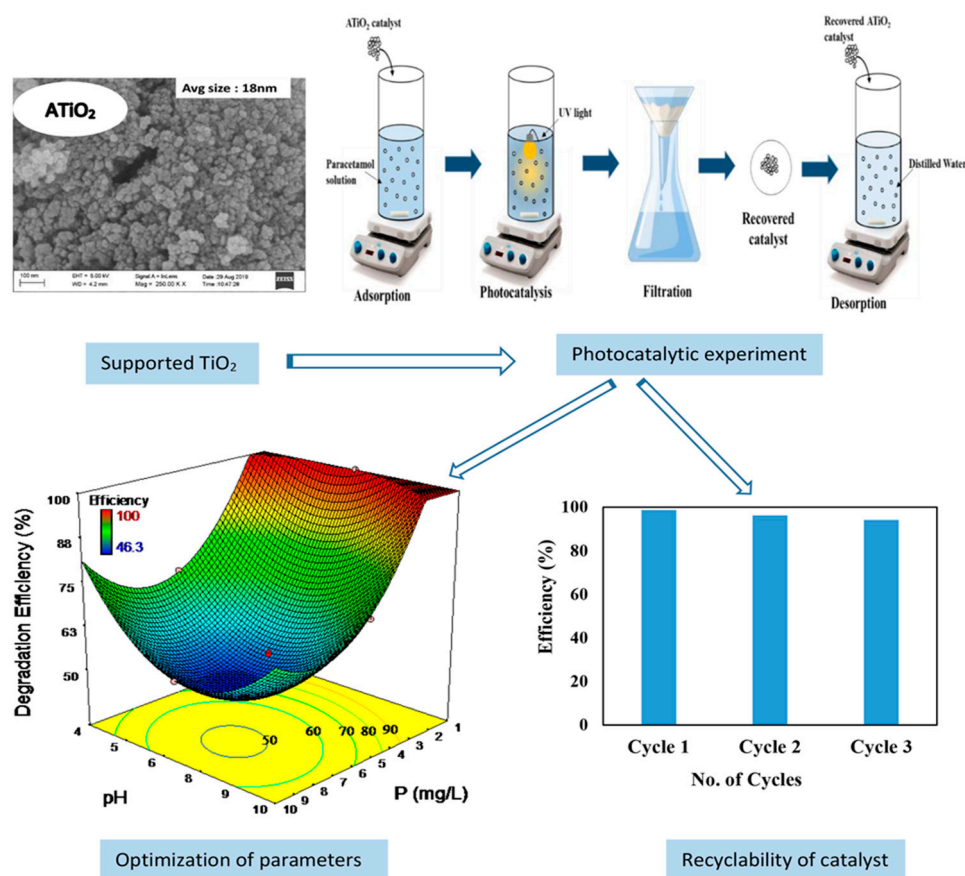 ATiO₂ catalyst
Recovered ATiO₂
catalyst
Avg size : 18nm
ATiO₂
UV light
Paracetamol
solution
Distilled Water
Recovered
catalyst
100 nm
EHT = 5.00 kV
Signal A = InLens
Date :29 Aug 2019
WD = 4.2 mm
Mag = 250.00 K X
Time :10:47:28
ZEISS
Adsorption
Photocatalysis
Filtration
Desorption
Supported TiO₂
Photocatalytic experiment
Degradation Efficiency (%)
100
88
75
63
50
Efficiency
100
46.3
4
5
6
8
9
10
pH
50
60
70
80
90
1
2
3
4
5
6
7
8
9
10
P (mg/L)
Efficiency (%)
100
80
60
40
20
0
Cycle 1
Cycle 2
Cycle 3
No. of Cycles
Optimization of parameters
Recyclability of catalyst